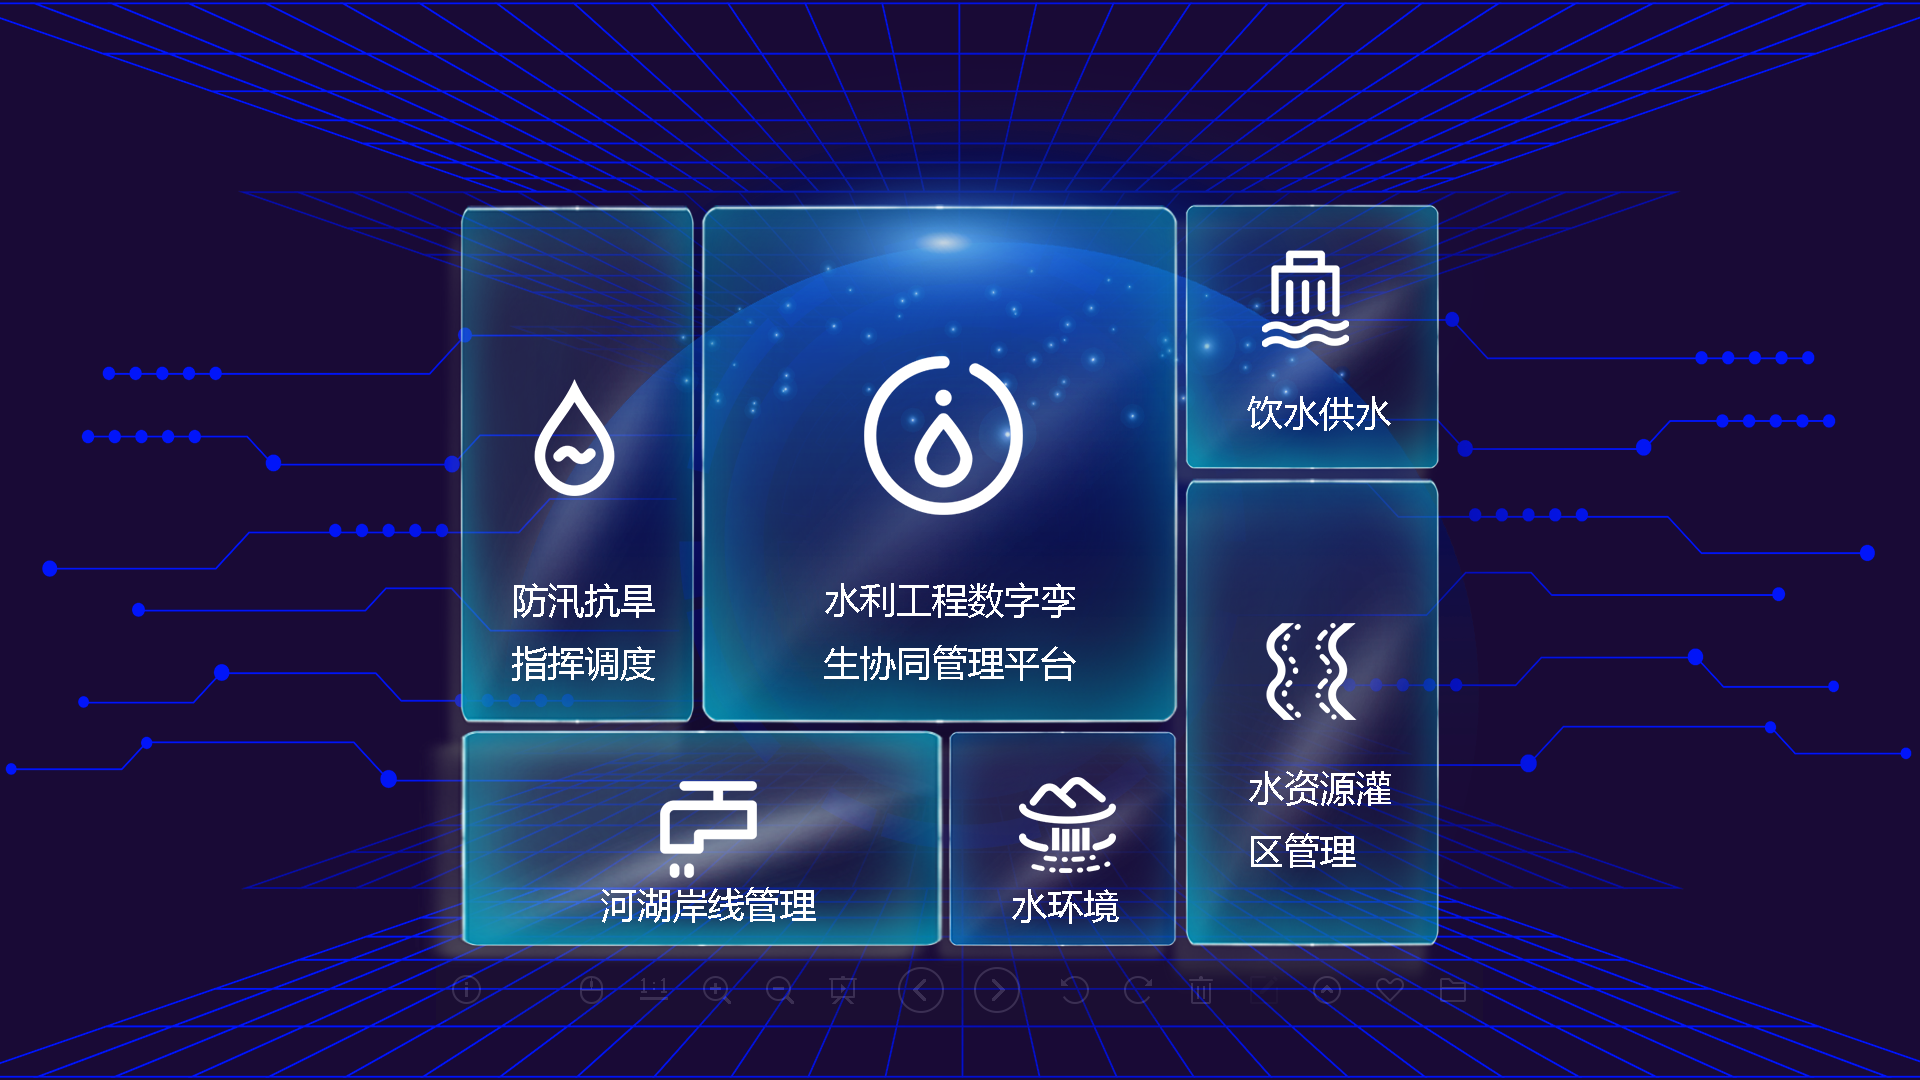 防汛抗旱
指挥调度
水利工程数字孪
生协同管理平台
饮水供水
水资源灌
区管理
河湖岸线管理
水环境
1:1